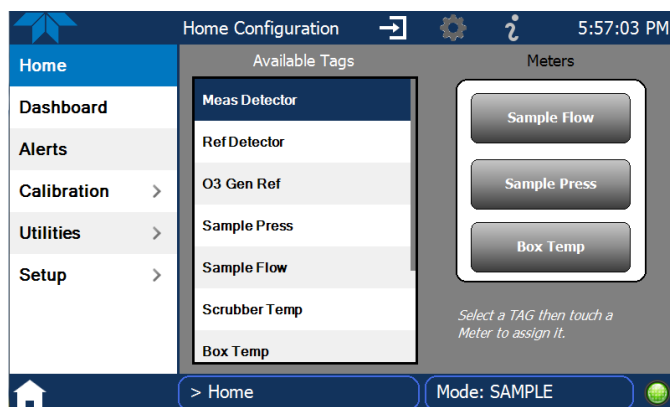 Home Configuration
5:57:03 PM
Home
Dashboard
Alerts
Calibration >
Utilities >
Setup >
Available Tags
Meas Detector
Ref Detector
O3 Gen Ref
Sample Press
Sample Flow
Scrubber Temp
Box Temp
Meters
Sample Flow
Sample Press
Box Temp
Select a TAG then touch a
Meter to assign it.
> Home
Mode: SAMPLE